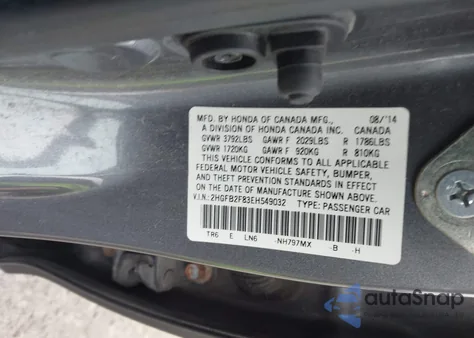 MFD. BY HONDA OF CANADA MFG., 08/'14
A DIVISION OF HONDA CANADA INC. CANADA
GVWR 3792LBS GAWR F 2029LBS R 1786LBS
GVWR 1720KG GAWR F 920KG R 810KG
THIS VEHICLE CONFORMS TO ALL APPLICABLE
FEDERAL MOTOR VEHICLE SAFETY, BUMPER,
AND THEFT PREVENTION STANDARDS IN EFFECT
ON THE DATE OF MANUFACTURE SHOWN ABOVE.
V.I.N.: 2HGFB2F83EH549032 TYPE: PASSENGER CAR
TR6 E LN6 -NH797MX -B -H
autoSnap